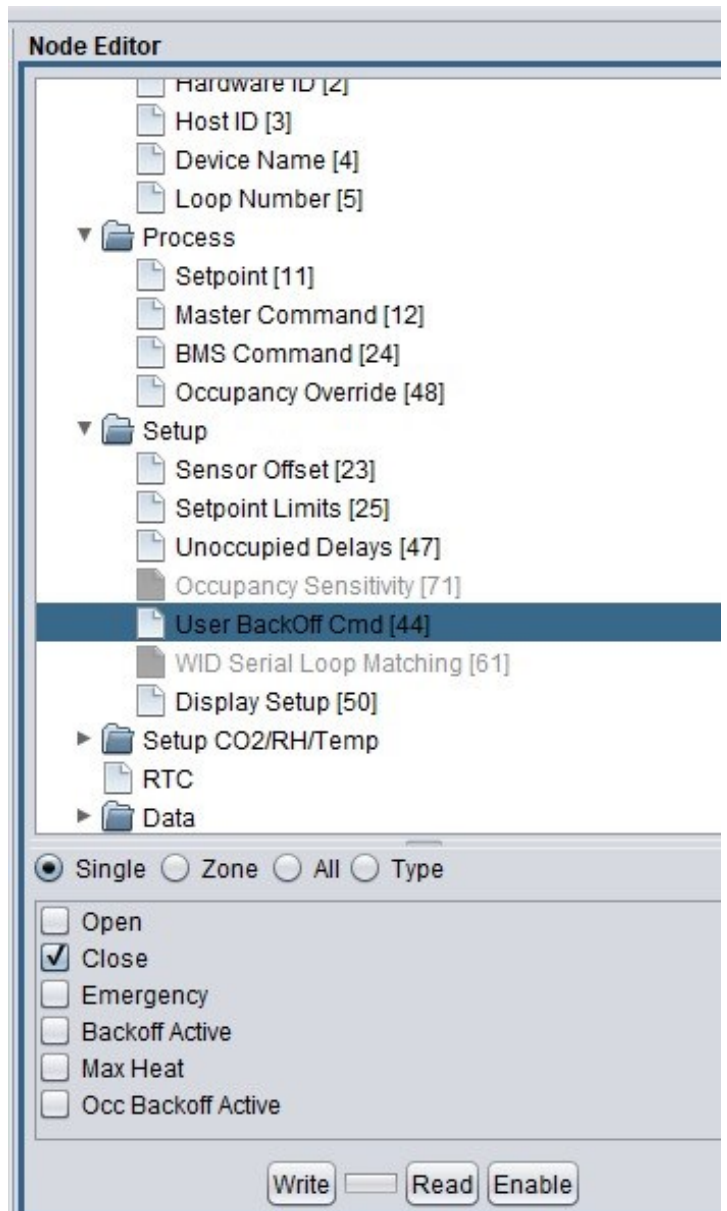 Node Editor
Hardware ID [2]
Host ID [3]
Device Name [4]
Loop Number [5]
Process
Setpoint [11]
Master Command [12]
BMS Command [24]
Occupancy Override [48]
Setup
Sensor Offset [23]
Setpoint Limits [25]
Unoccupied Delays [47]
Occupancy Sensitivity [71]
User BackOff Cmd [44]
WID Serial Loop Matching [61]
Display Setup [50]
Setup CO2/RH/Temp
RTC
Data
Single Zone All Type
Open
Close
Emergency
Backoff Active
Max Heat
Occ Backoff Active
Write Read Enable